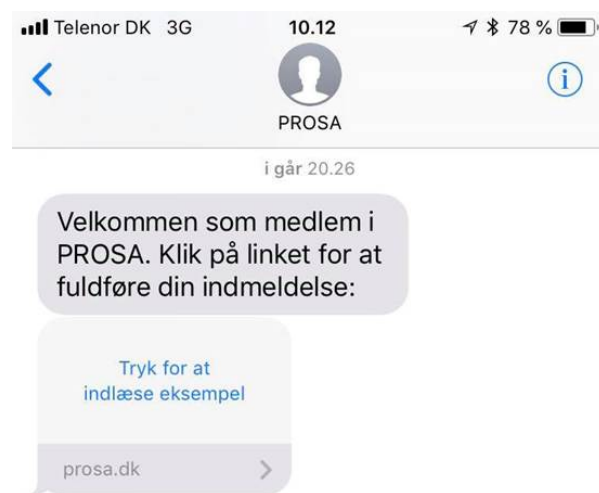 Telenor DK 3G 10.12 78 %
PROSA
i går 20.26
Velkommen som medlem i
PROSA. Klik på linket for at
fuldføre din indmeldelse:
Tryk for at
indlæse eksempel
prosa.dk